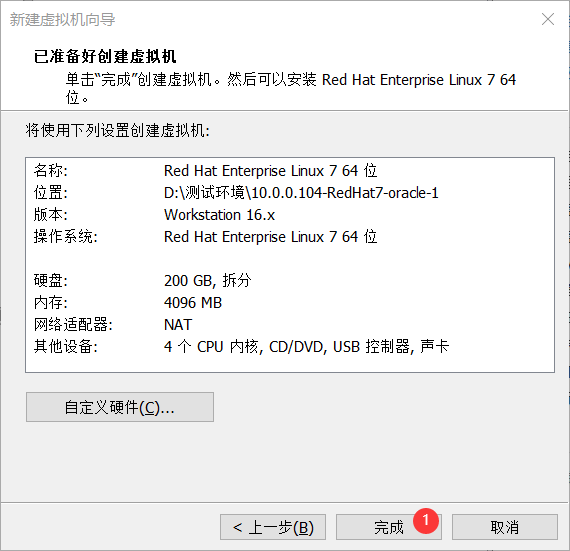 新建虚拟机向导
已准备好创建虚拟机
单击“完成”创建虚拟机。然后可以安装 Red Hat Enterprise Linux 7 64
位。
将使用下列设置创建虚拟机:
名称: Red Hat Enterprise Linux 7 64 位
位置: D:\测试环境\10.0.0.104-RedHat7-oracle-1
版本: Workstation 16.x
操作系统: Red Hat Enterprise Linux 7 64 位
硬盘: 200 GB, 拆分
内存: 4096 MB
网络适配器: NAT
其他设备: 4 个 CPU 内核, CD/DVD, USB 控制器, 声卡
自定义硬件(C)...
< 上一步(B) 完成 1 取消